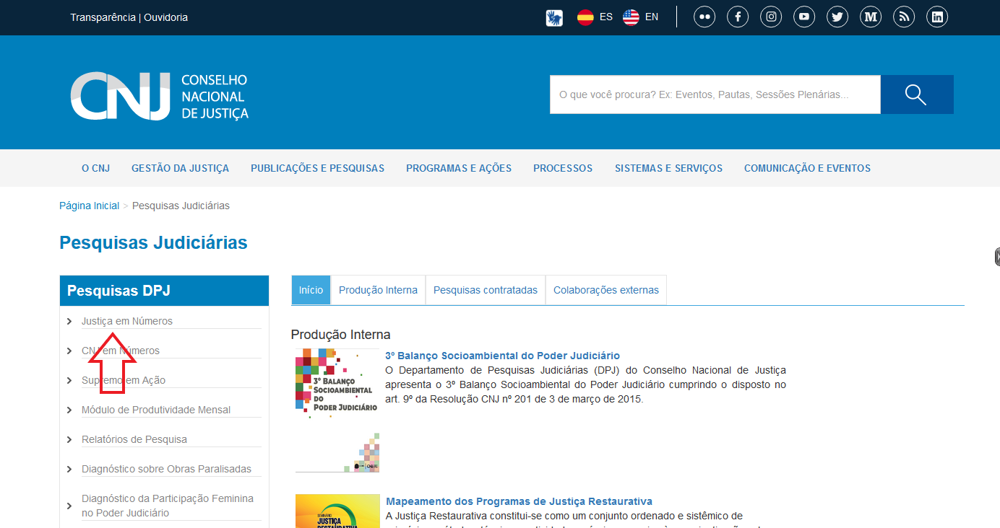 Transparência | Ouvidoria
ES
EN
CNJ
CONSELHO
NACIONAL
DE JUSTIÇA
O que você procura? Ex: Eventos, Pautas, Sessões Plenárias...
O CNJ
GESTÃO DA JUSTIÇA
PUBLICAÇÕES E PESQUISAS
PROGRAMAS E AÇÕES
PROCESSOS
SISTEMAS E SERVIÇOS
COMUNICAÇÃO E EVENTOS
Página Inicial > Pesquisas Judiciárias
Pesquisas Judiciárias
Pesquisas DPJ
Justiça em Números
CNJ em Números
Supremo em Ação
Módulo de Produtividade Mensal
Relatórios de Pesquisa
Diagnóstico sobre Obras Paralisadas
Diagnóstico da Participação Feminina
no Poder Judiciário
Início
Produção Interna
Pesquisas contratadas
Colaborações externas
Produção Interna
3º BALANÇO
SOCIOAMBIENTAL
DO
PODER JUDICIÁRIO
3º Balanço Socioambiental do Poder Judiciário
O Departamento de Pesquisas Judiciárias (DPJ) do Conselho Nacional de Justiça
apresenta o 3º Balanço Socioambiental do Poder Judiciário cumprindo o disposto no
art. 9º da Resolução CNJ nº 201 de 3 de março de 2015.
SEMINÁRIO
JUSTIÇA
RESTAURATIVA
Mapeamento dos Programas de Justiça Restaurativa
A Justiça Restaurativa constitui-se como um conjunto ordenado e sistêmico de